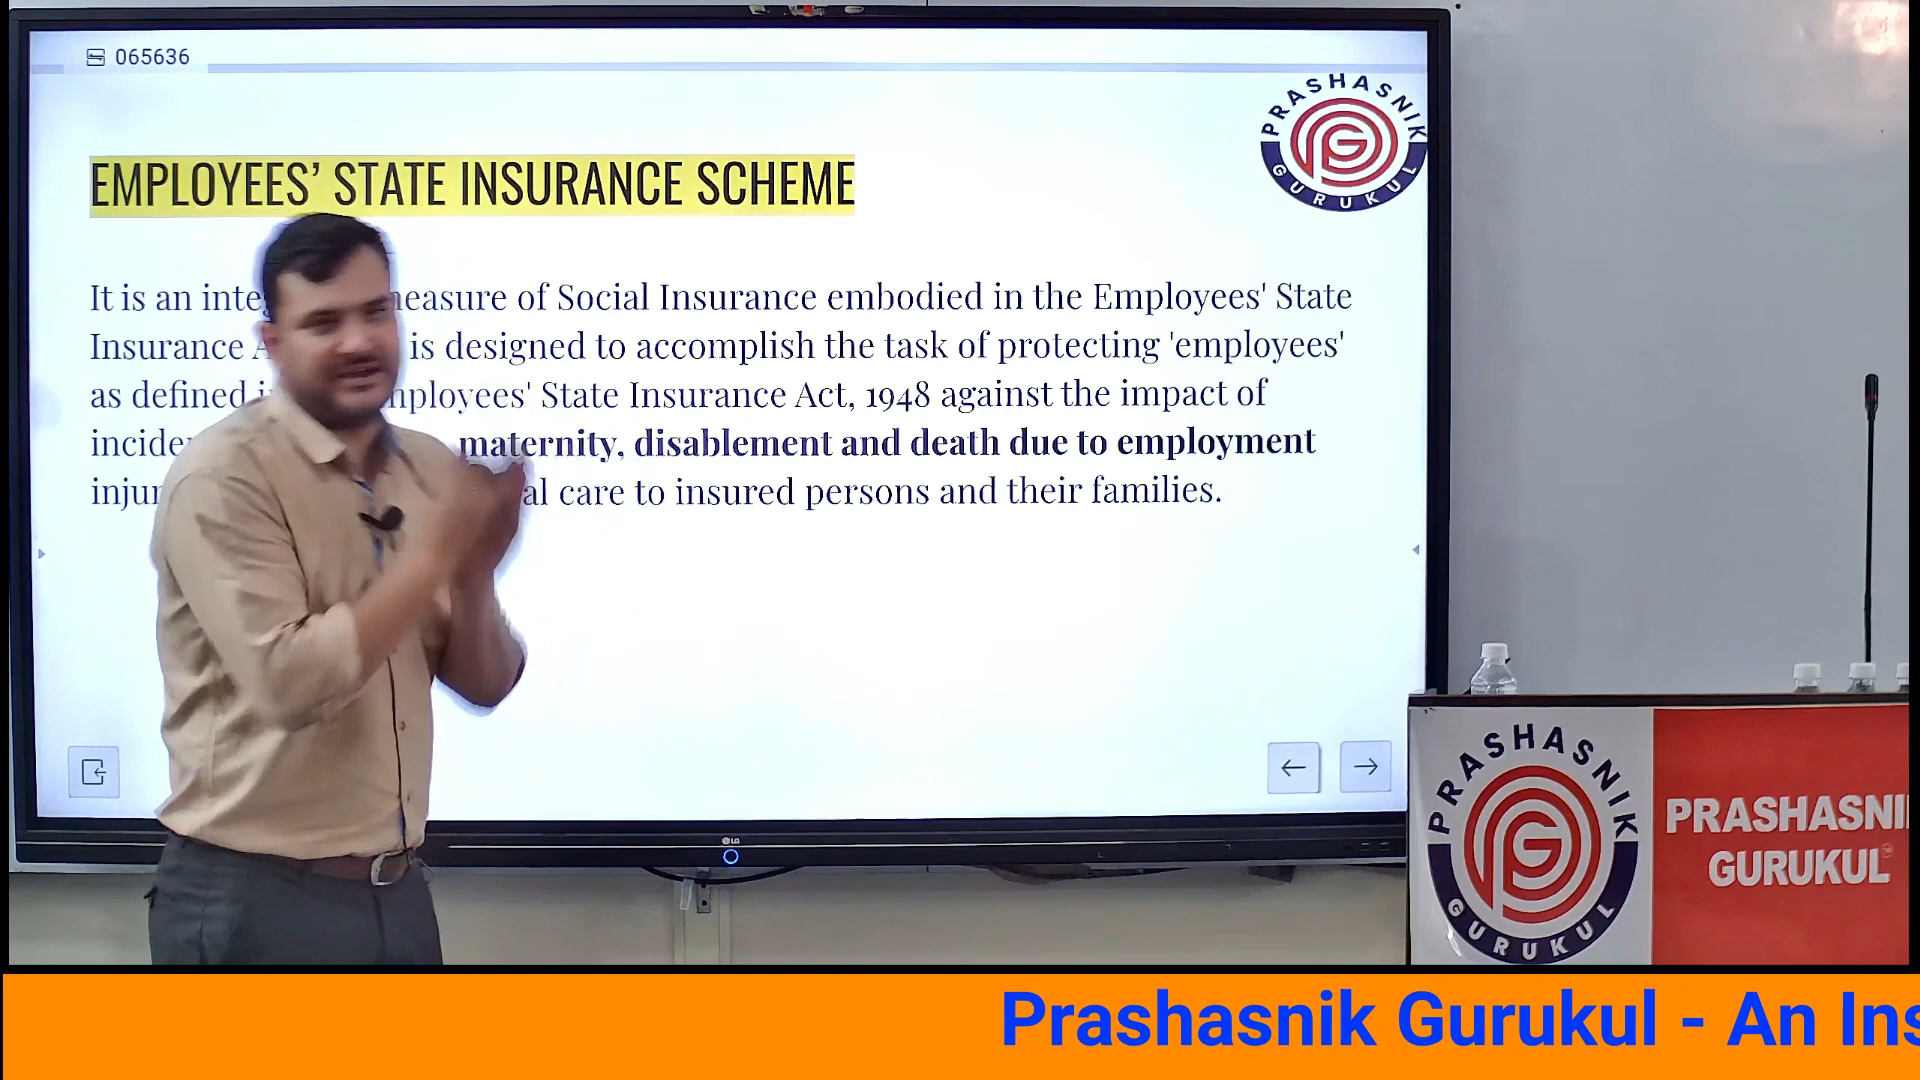 065636
PRASHASNIK
GURUKUL
EMPLOYEES’ STATE INSURANCE SCHEME
It is an measure of Social Insurance embodied in the Employees' State
Insurance is designed to accomplish the task of protecting 'employees'
as defined Employees' State Insurance Act, 1948 against the impact of
maternity, disablement and death due to employment
care to insured persons and their families.
LG
PRASHASNIK
GURUKUL
PRASHASNI
GURUKUL
Prashasnik Gurukul - An Ins